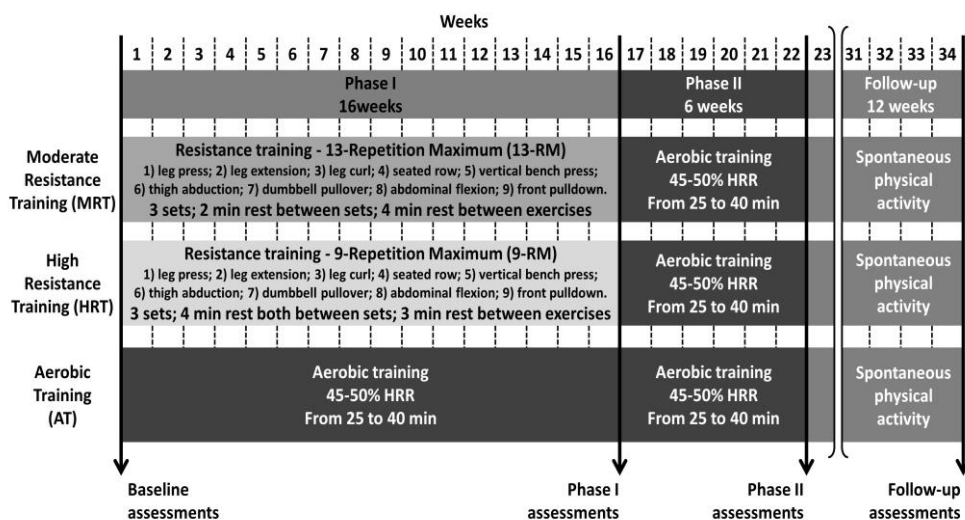 Weeks
1 2 3 4 5 6 7 8 9 10 11 12 13 14 15 16 17 18 19 20 21 22 23 31 32 33 34
Phase I
16weeks
Phase II
6 weeks
Follow-up
12 weeks
Moderate
Resistance
Training (MRT)
Resistance training - 13-Repetition Maximum (13-RM)
1) leg press; 2) leg extension; 3) leg curl; 4) seated row; 5) vertical bench press;
6) thigh abduction; 7) dumbbell pullover; 8) abdominal flexion; 9) front pulldown.
3 sets; 2 min rest between sets; 4 min rest between exercises
Aerobic training
45-50% HRR
From 25 to 40 min
Spontaneous
physical
activity
High
Resistance
Training (HRT)
Resistance training - 9-Repetition Maximum (9-RM)
1) leg press; 2) leg extension; 3) leg curl; 4) seated row; 5) vertical bench press;
6) thigh abduction; 7) dumbbell pullover; 8) abdominal flexion; 9) front pulldown.
3 sets; 4 min rest both between sets; 3 min rest between exercises
Aerobic training
45-50% HRR
From 25 to 40 min
Spontaneous
physical
activity
Aerobic
Training
(AT)
Aerobic training
45-50% HRR
From 25 to 40 min
Aerobic training
45-50% HRR
From 25 to 40 min
Spontaneous
physical
activity
Baseline
assessments
Phase I
assessments
Phase II
assessments
Follow-up
assessments